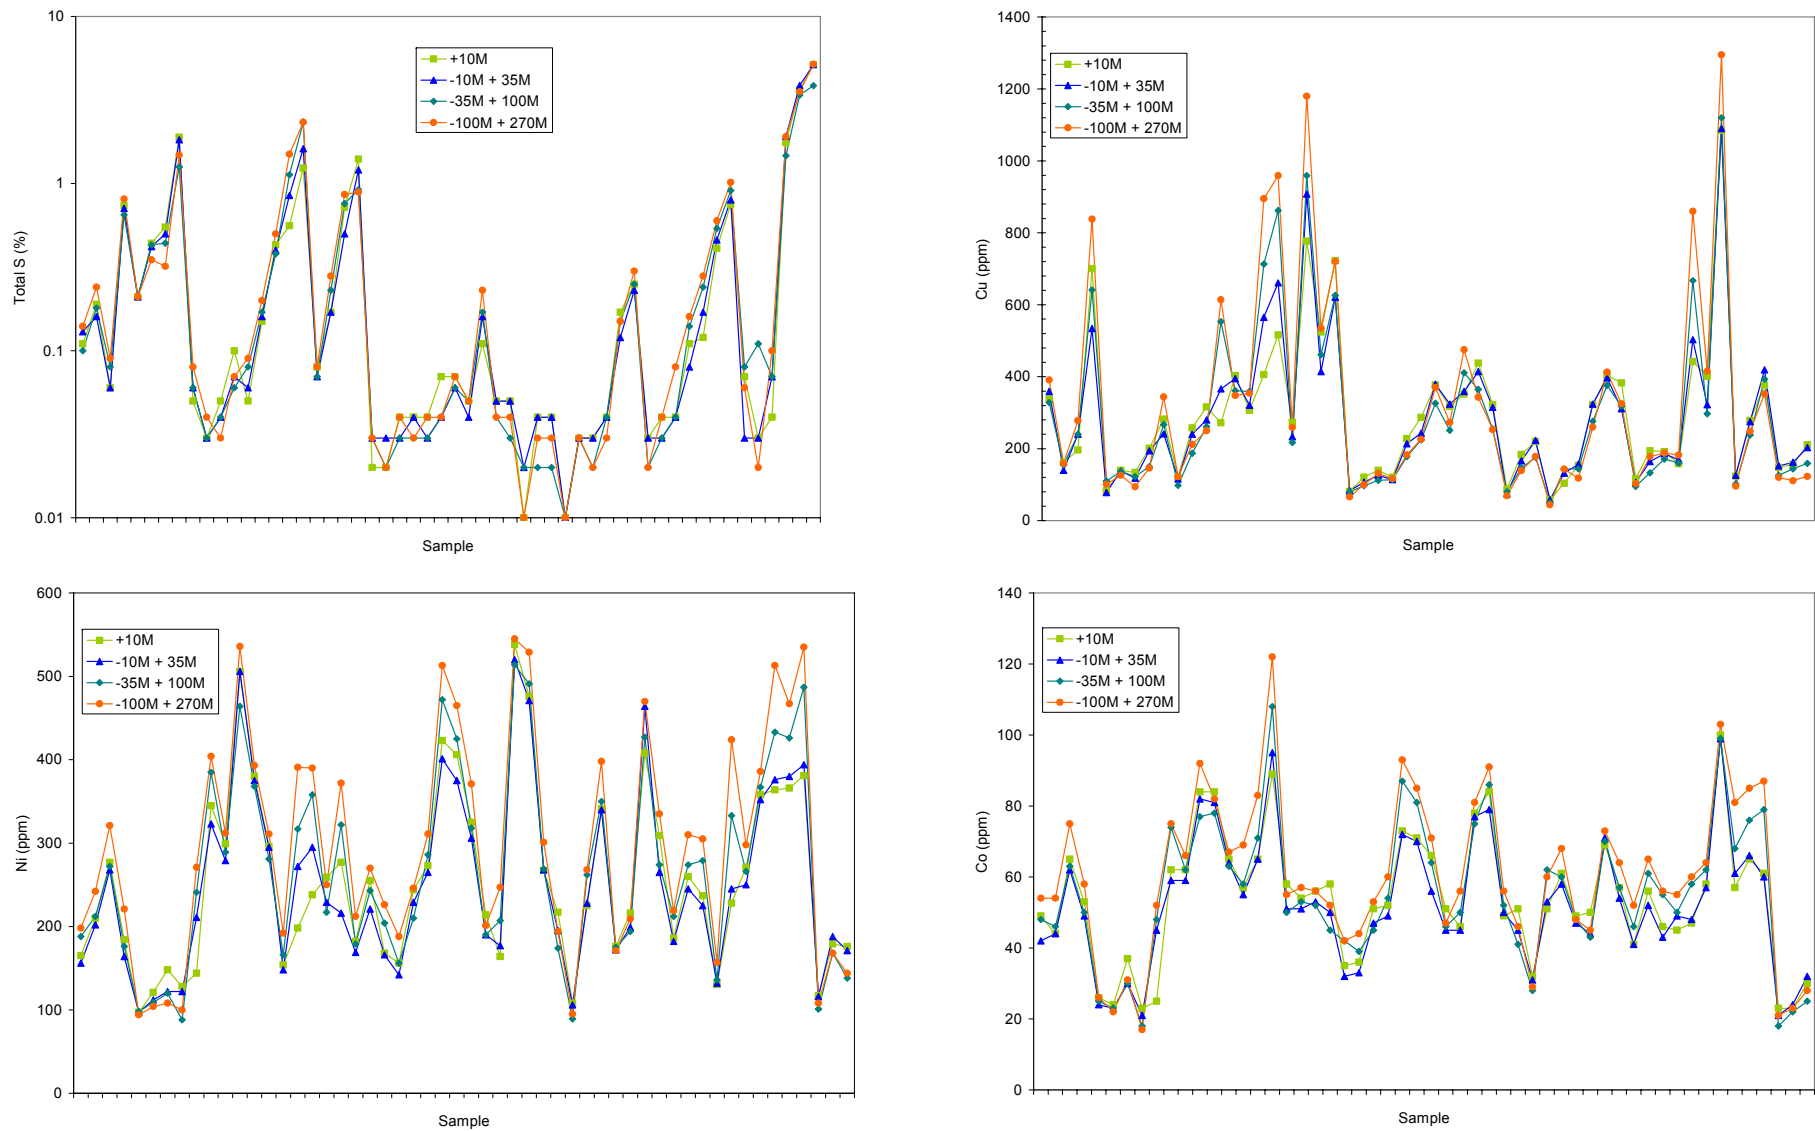 10
1
0.1
0.01
Total S (%)
Sample
+10M
-10M + 35M
-35M + 100M
-100M + 270M
1400
1200
1000
800
600
400
200
0
Cu (ppm)
Sample
+10M
-10M + 35M
-35M + 100M
-100M + 270M
600
500
400
300
200
100
0
Ni (ppm)
Sample
+10M
-10M + 35M
-35M + 100M
-100M + 270M
140
120
100
80
60
40
20
0
Co (ppm)
Sample
+10M
-10M + 35M
-35M + 100M
-100M + 270M